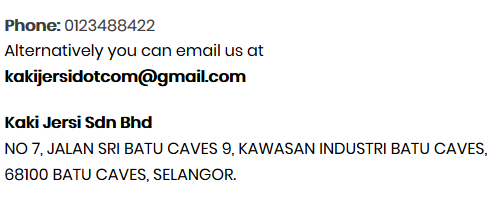 Phone: 0123488422
Alternatively you can email us at
kakijersidotcom@gmail.com
Kaki Jersi Sdn Bhd
NO 7, JALAN SRI BATU CAVES 9, KAWASAN INDUSTRI BATU CAVES,
68100 BATU CAVES, SELANGOR.